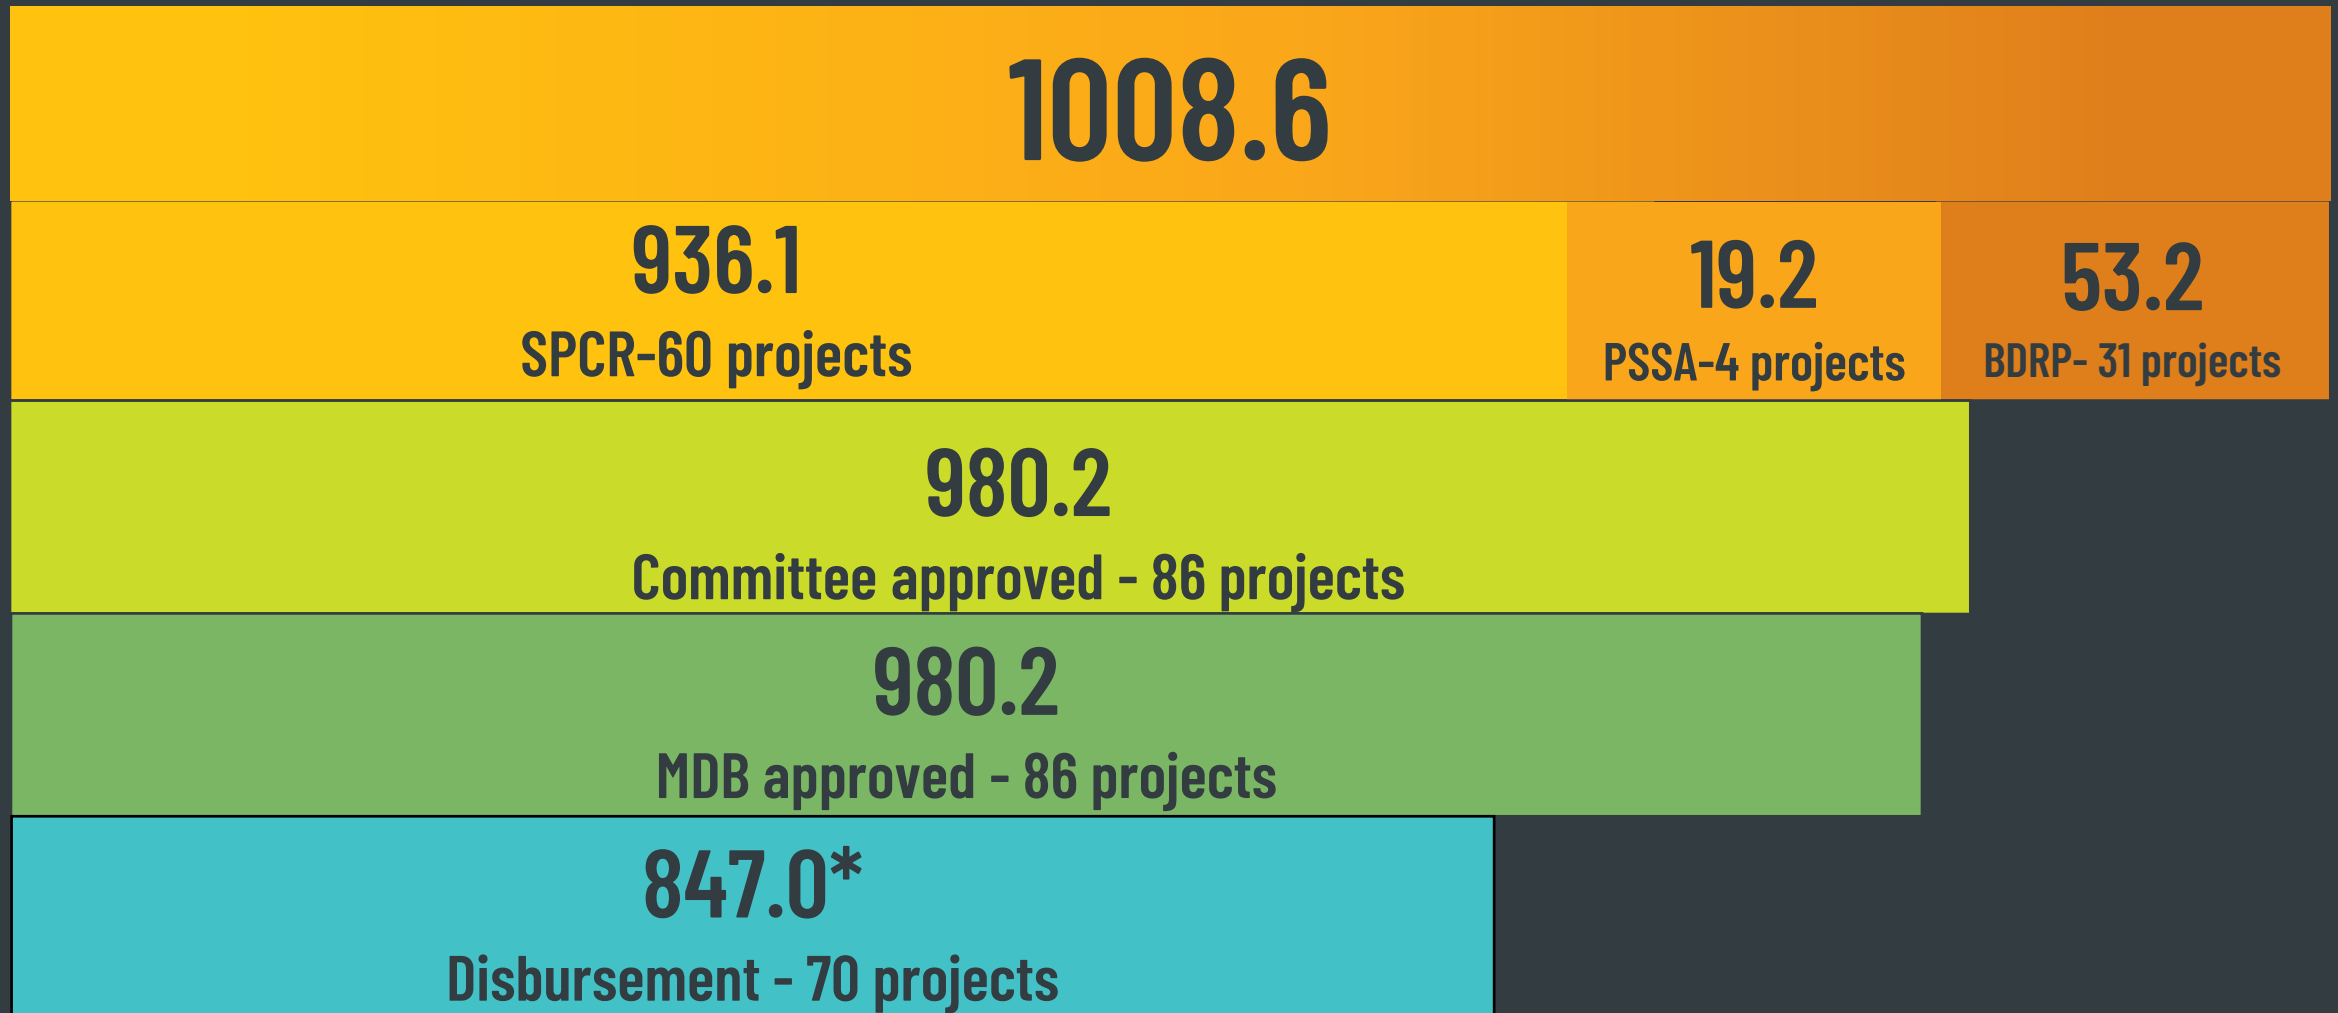 1008.6
936.1
SPCR-60 projects
19.2
PSSA-4 projects
53.2
BDRP- 31 projects
980.2
Committee approved - 86 projects
980.2
MDB approved - 86 projects
847.0*
Disbursement - 70 projects